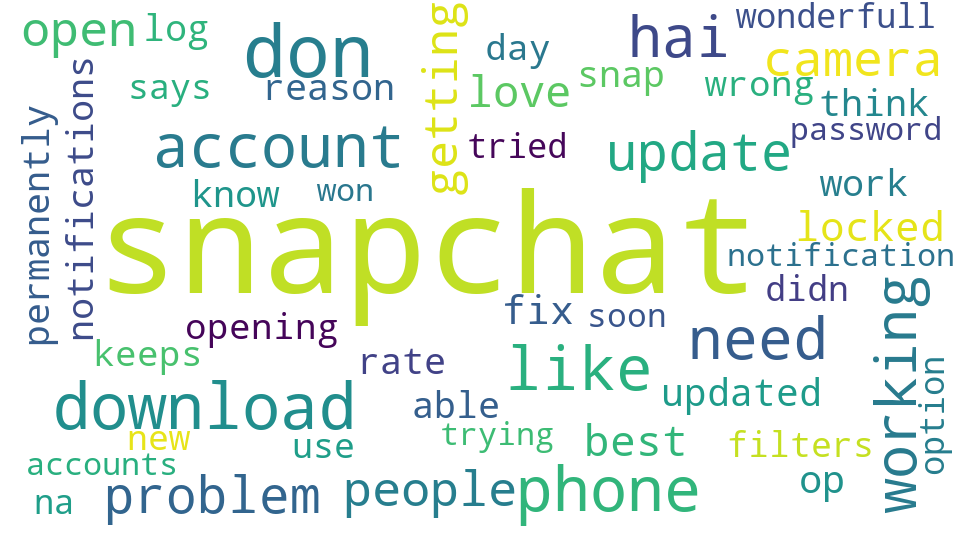 open
log
don
hai
wonderfull
day
camera
says
reason
getting
love
snap
wrong
think
permanently
notifications
account
tried
update
password
know
won
work
snapchat
locked
notification
didn
opening
fix
soon
need
working
keeps
rate
like
download
able
updated
option
new
use
trying
best
filters
accounts
na
problem
people
phone
op